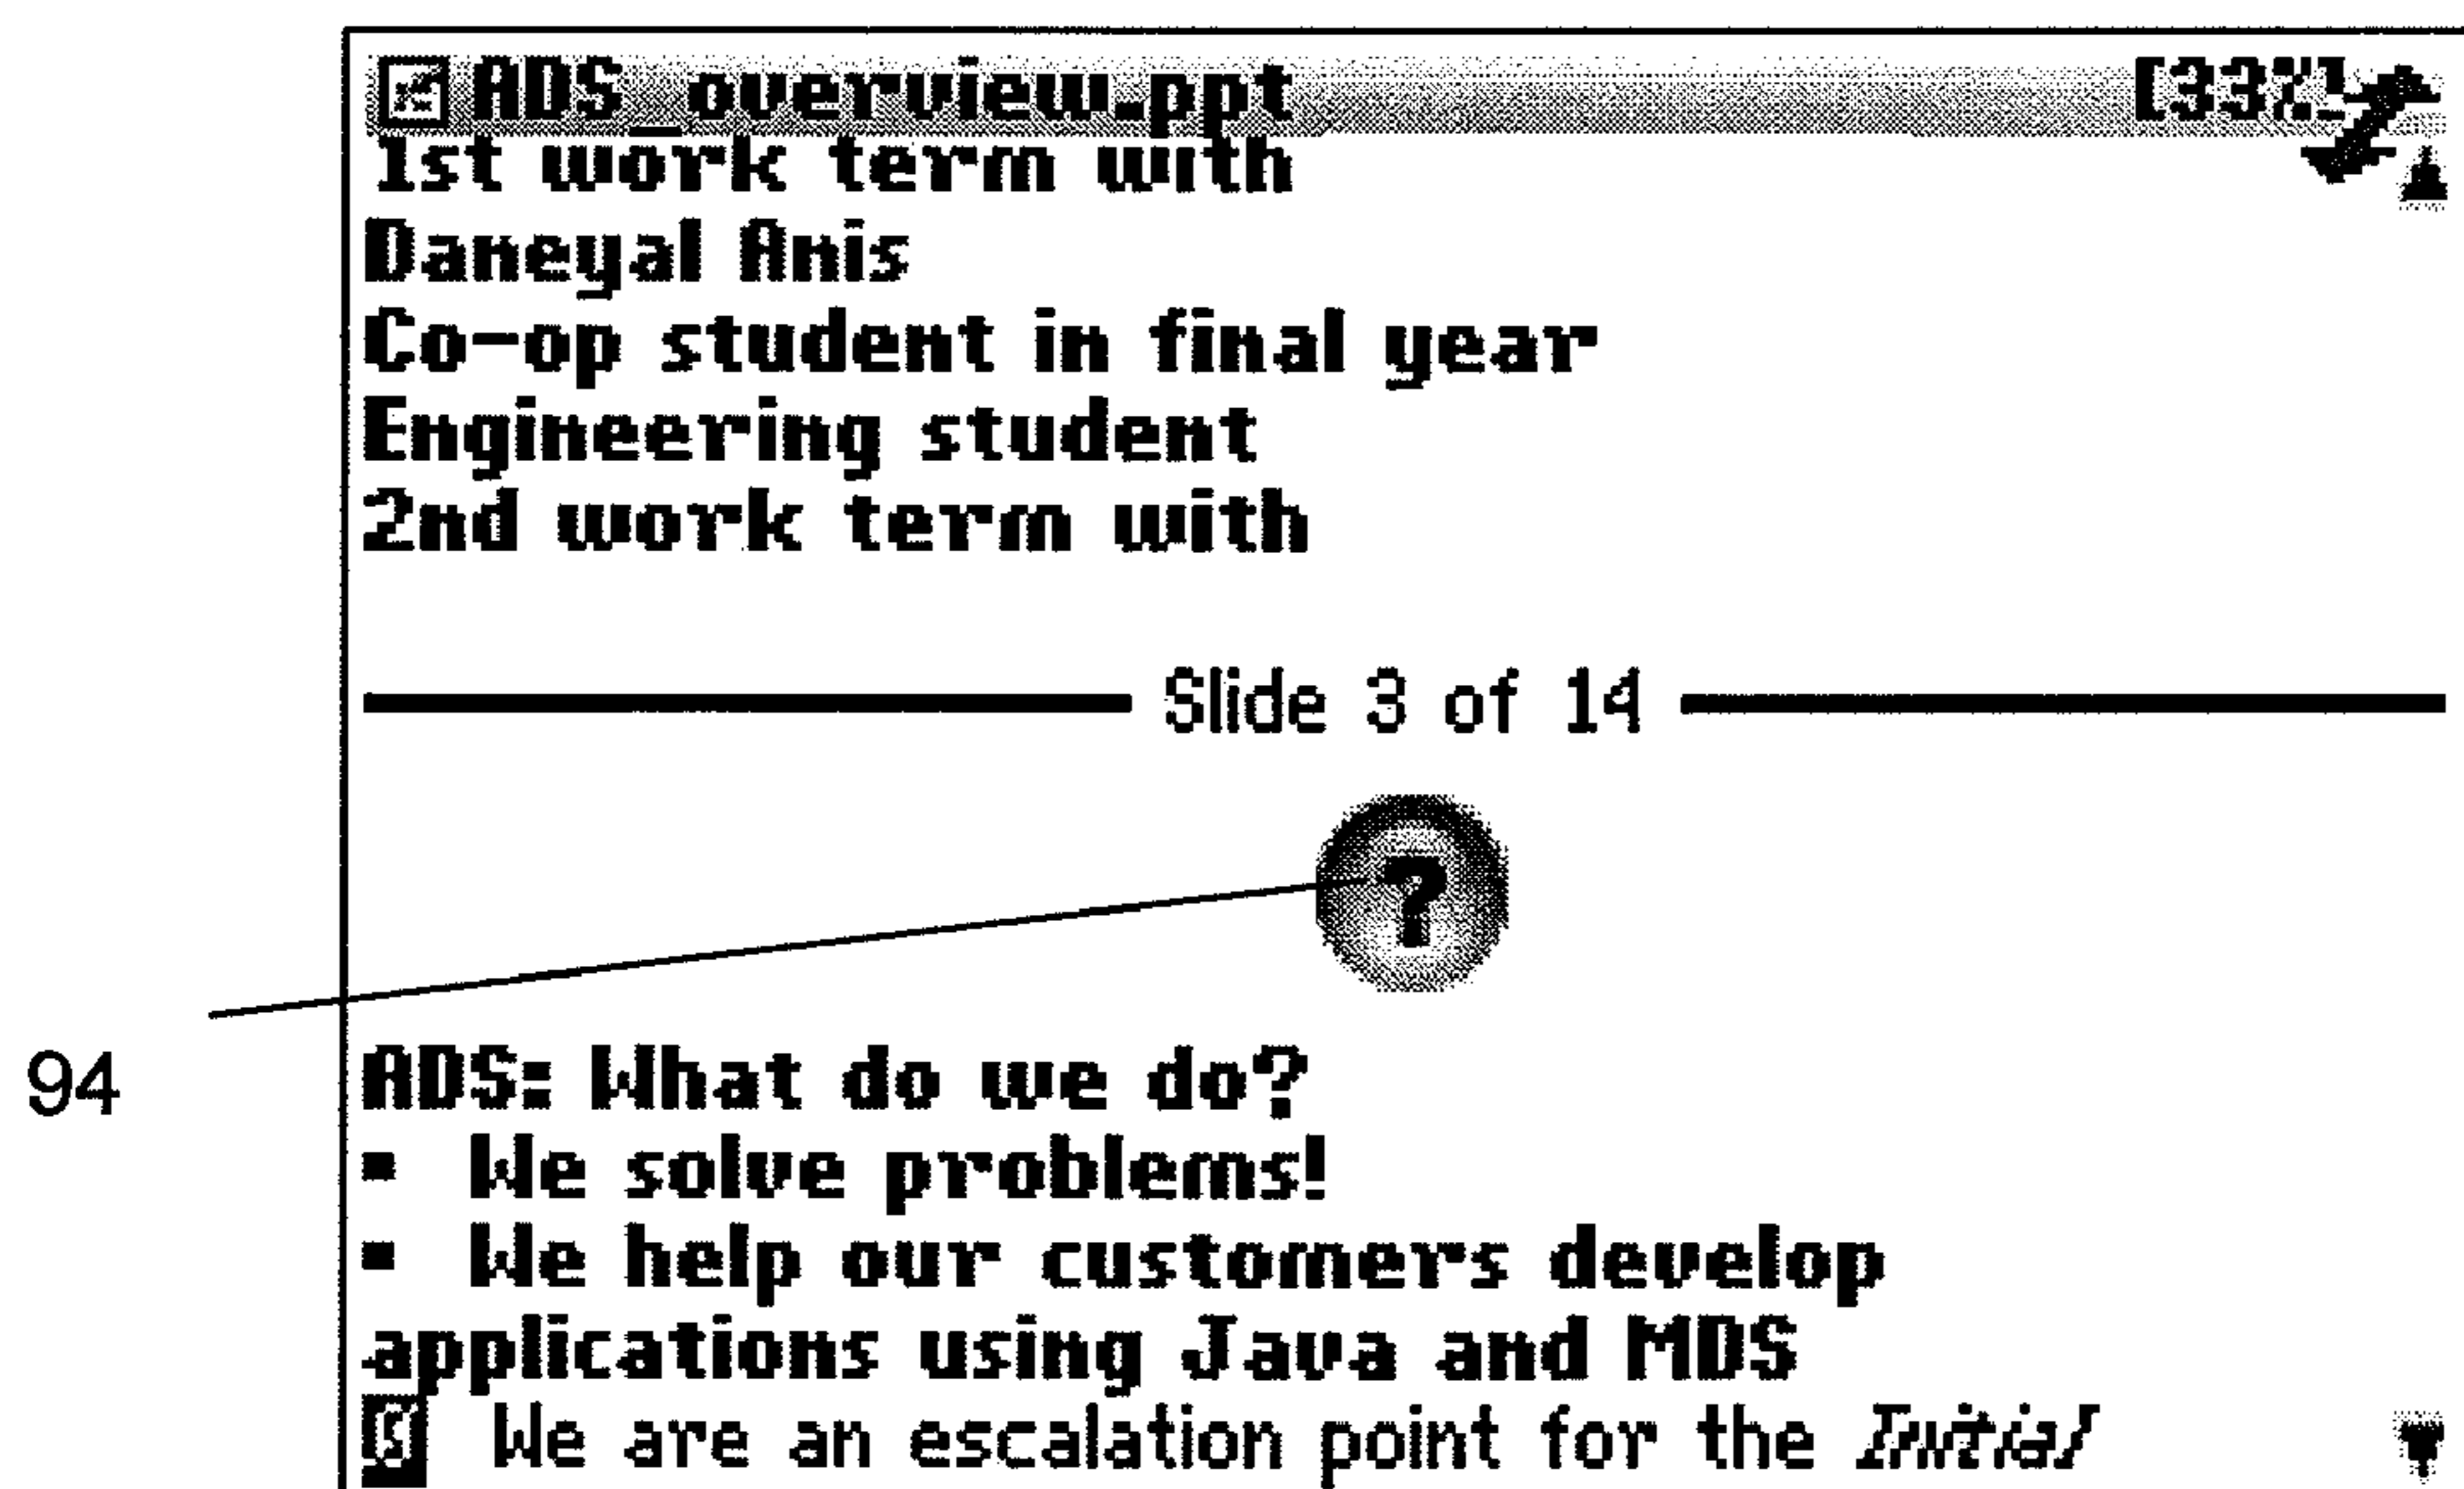 ADS_overview.ppt [33%]
1st work term with
Daneyal Anis
Co-op student in final year
Engineering student
2nd work term with
Slide 3 of 14
?
94
ADS: What do we do?
▪ We solve problems!
▪ We help our customers develop
applications using Java and MDS
§ We are an escalation point for the Initial